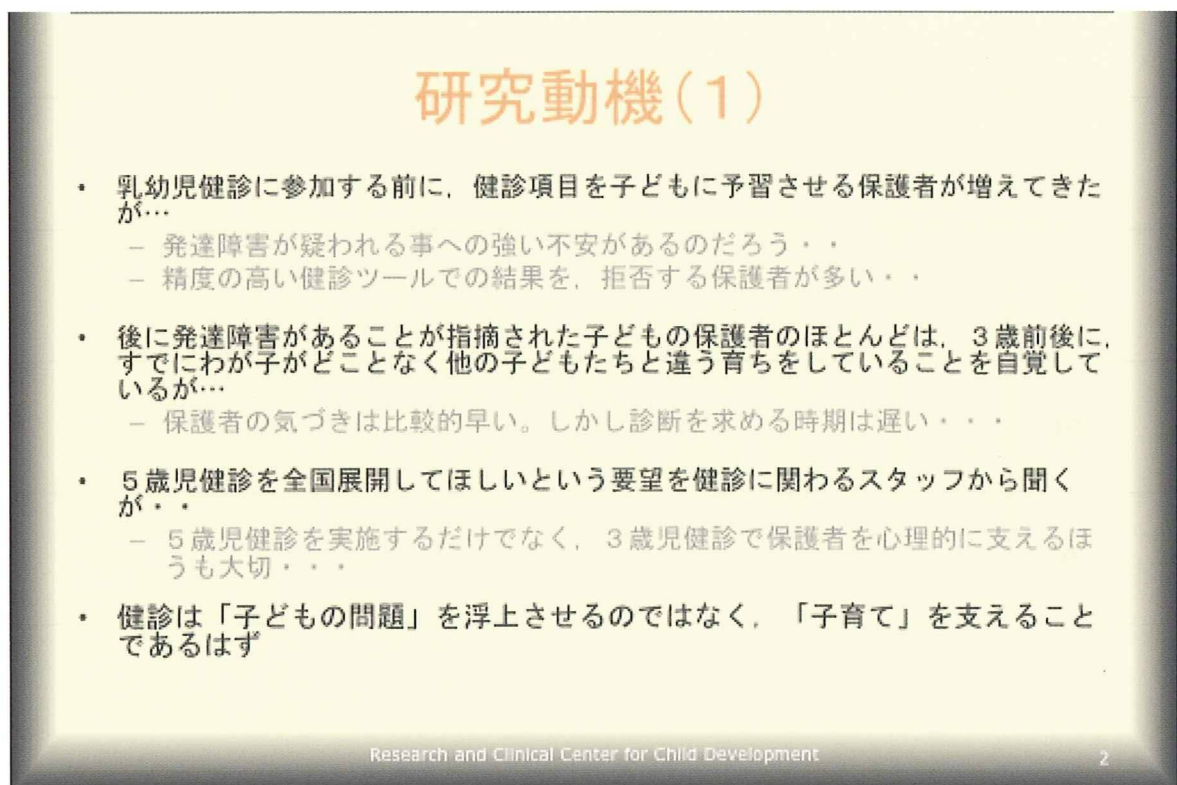 研究動機(1)
・ 乳幼児健診に参加する前に，健診項目を子どもに予習させる保護者が増えてきた
が…
– 発達障害が疑われる事への強い不安があるのだろう・・
– 精度の高い健診ツールでの結果を，拒否する保護者が多い・・
・ 後に発達障害があることが指摘された子どもの保護者のほとんどは，３歳前後に，
すでにわが子がどことなく他の子どもたちと違う育ちをしていることを自覚して
いるが…
– 保護者の気づきは比較的早い。しかし診断を求める時期は遅い・・・
・ ５歳児健診を全国展開してほしいという要望を健診に関わるスタッフから聞く
が・・
– ５歳児健診を実施するだけでなく，３歳児健診で保護者を心理的に支えるほ
うも大切・・・
・ 健診は「子どもの問題」を浮上させるのではなく，「子育て」を支えること
であるはず
Research and Clinical Center for Child Development
2